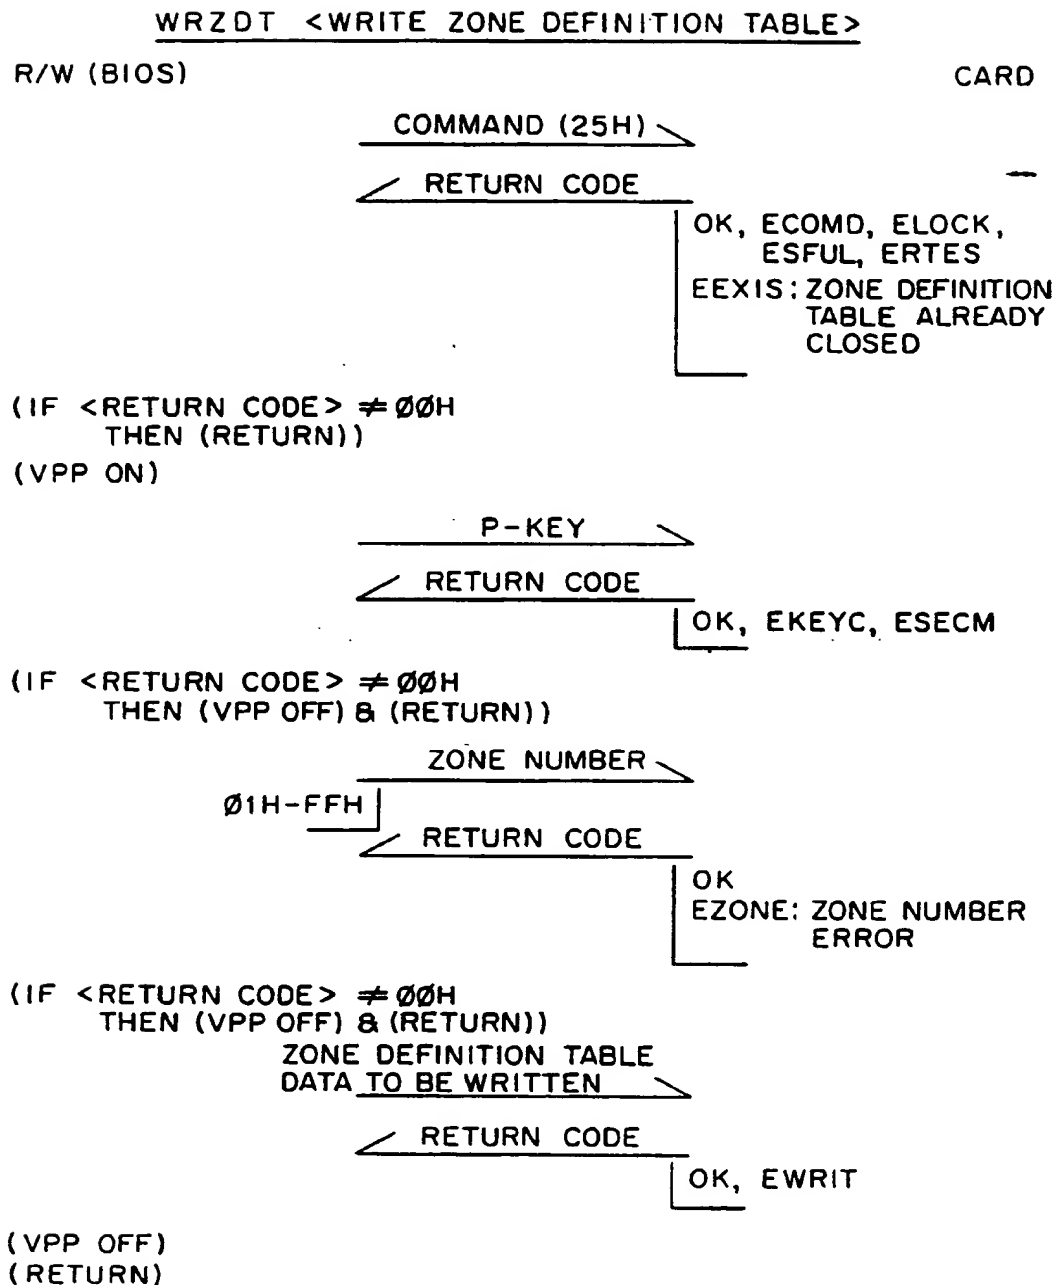 WRZDT <WRITE ZONE DEFINITION TABLE>
R/W (BIOS) CARD
COMMAND (25H)
RETURN CODE
OK, ECOMD, ELOCK,
ESFUL, ERTES
EEXIS: ZONE DEFINITION
TABLE ALREADY
CLOSED
(IF <RETURN CODE> ≠ ØØH
THEN (RETURN))
(VPP ON)
P-KEY
RETURN CODE
OK, EKEYC, ESECM
(IF <RETURN CODE> ≠ ØØH
THEN (VPP OFF) & (RETURN))
ZONE NUMBER
Ø1H-FFH
RETURN CODE
OK
EZONE: ZONE NUMBER
ERROR
(IF <RETURN CODE> ≠ ØØH
THEN (VPP OFF) & (RETURN))
ZONE DEFINITION TABLE
DATA TO BE WRITTEN
RETURN CODE
OK, EWRIT
(VPP OFF)
(RETURN)